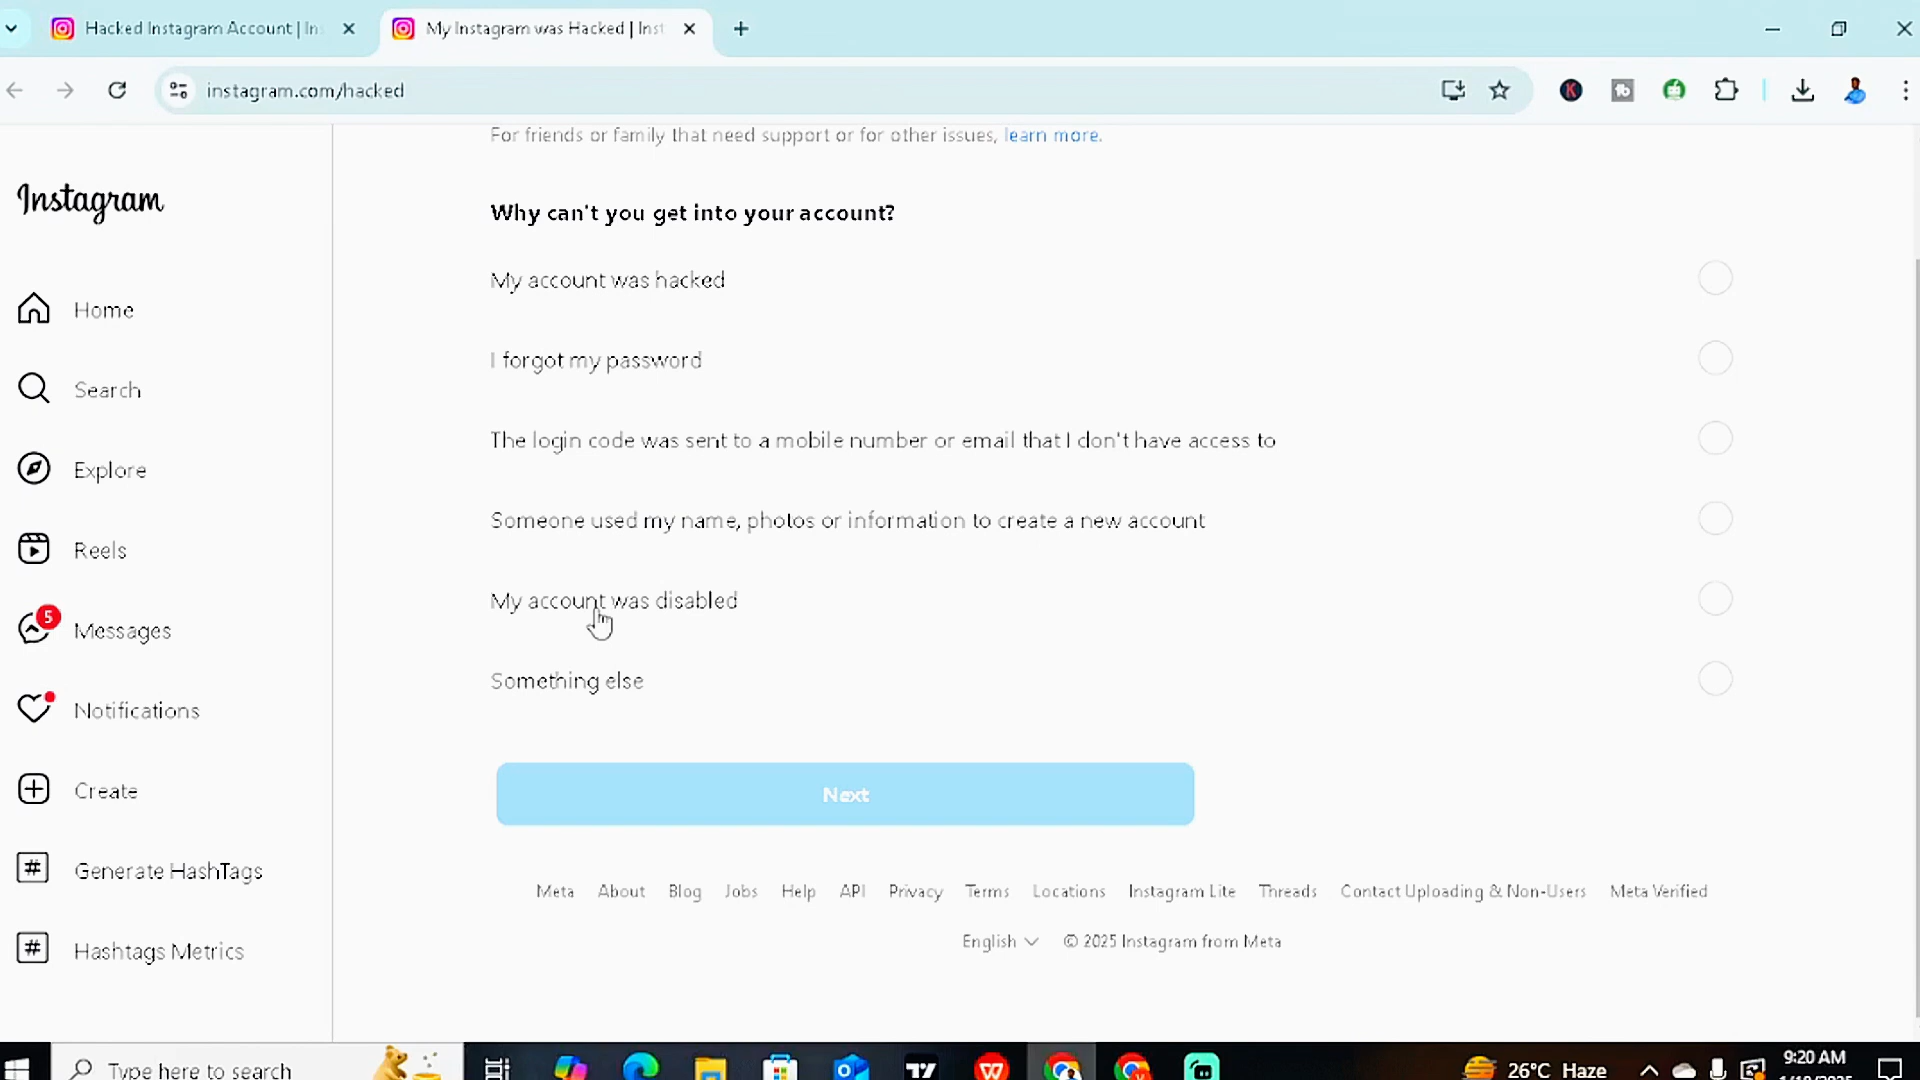 Hacked Instagram Account | In
My Instagram was Hacked | Inst
instagram.com/hacked
For friends or family that need support or for other issues, learn more.
Instagram
Why can't you get into your account?
My account was hacked
I forgot my password
The login code was sent to a mobile number or email that I don't have access to
Someone used my name, photos or information to create a new account
My account was disabled
Something else
Next
Home
Search
Explore
Reels
5
Messages
Notifications
Create
# Generate HashTags
# Hashtags Metrics
Meta About Blog Jobs Help API Privacy Terms Locations Instagram Lite Threads Contact Uploading & Non-Users Meta Verified
English © 2025 Instagram from Meta
Type here to search
26°C Haze
9:20 AM